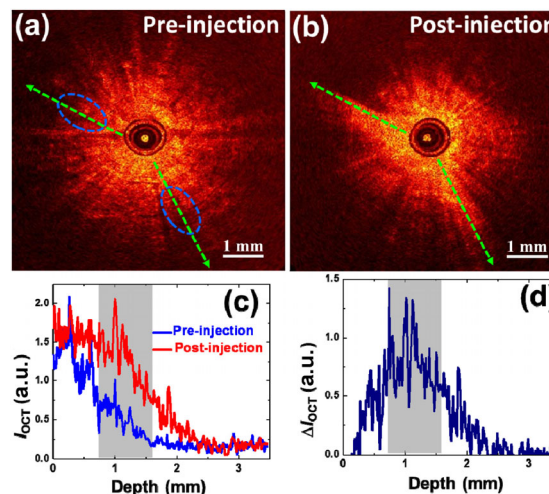 (a) Pre-injection
(b) Post-injection
1 mm
1 mm
(c)
Pre-injection
Post-injection
I_OCT (a.u.)
2.0
1.5
1.0
0.5
0.0
0 1 2 3
Depth (mm)
(d)
ΔI_OCT (a.u.)
1.5
1.0
0.5
0.0
0 1 2 3
Depth (mm)